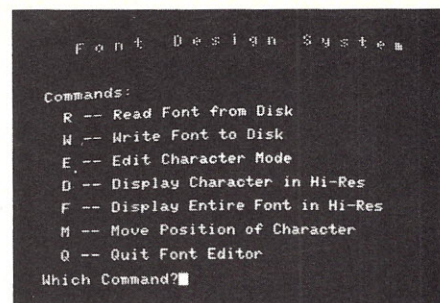 Font Design System
Commands:
R -- Read Font from Disk
W -- Write Font to Disk
E -- Edit Character Mode
D -- Display Character in Hi-Res
F -- Display Entire Font in Hi-Res
M -- Move Position of Character
Q -- Quit Font Editor
Which Command?